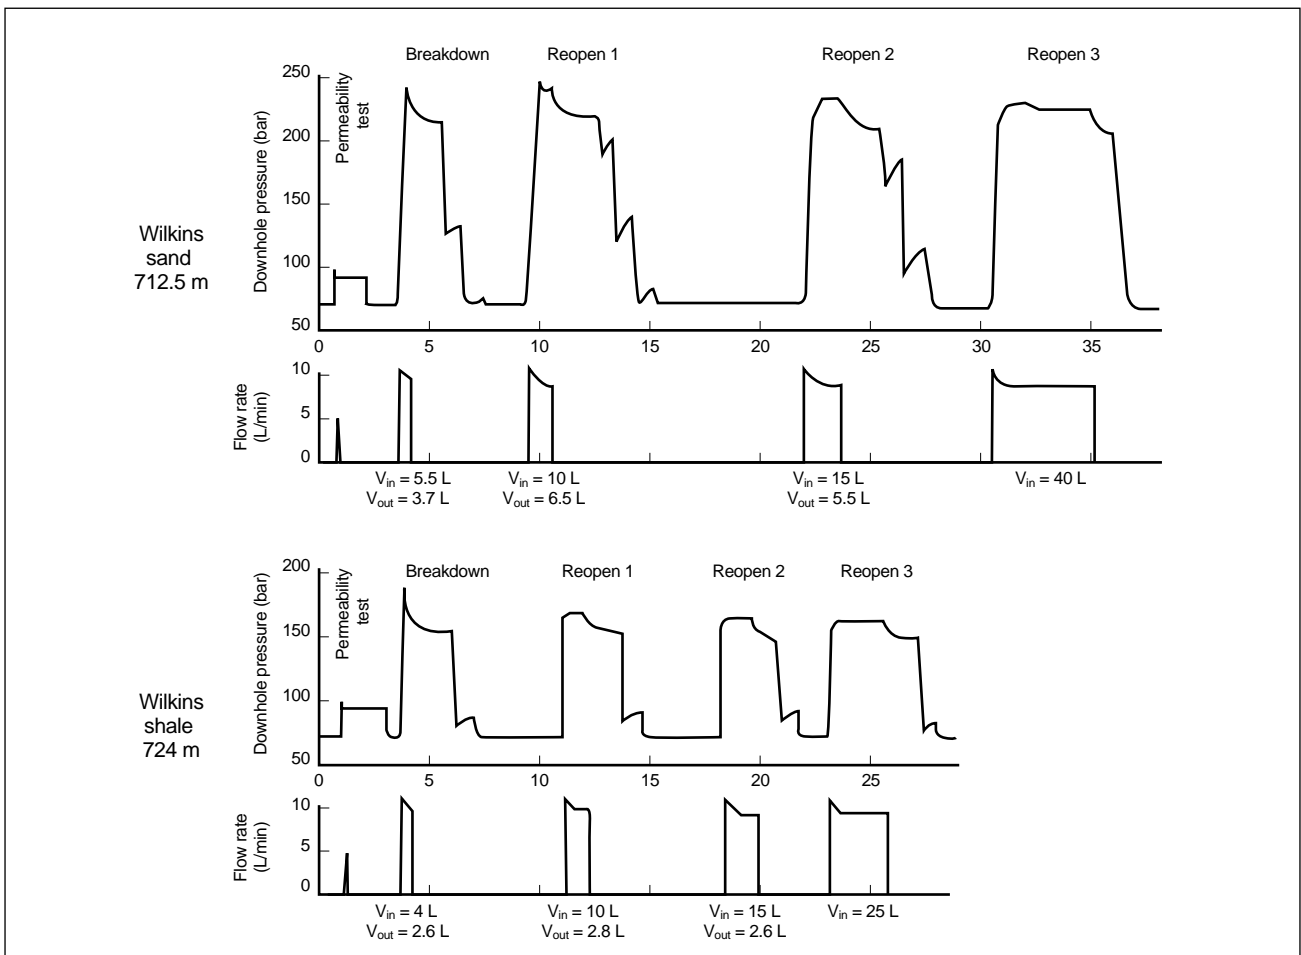 Breakdown Reopen 1 Reopen 2 Reopen 3
Wilkins
sand
712.5 m
Downhole pressure (bar)
250
200
150
100
50
Permeability
test
0 5 10 15 20 25 30 35
Flow rate
(L/min)
10
5
0
V_in = 5.5 L V_in = 10 L V_in = 15 L V_in = 40 L
V_out = 3.7 L V_out = 6.5 L V_out = 5.5 L
Breakdown Reopen 1 Reopen 2 Reopen 3
Wilkins
shale
724 m
Downhole pressure (bar)
200
150
100
50
Permeability
test
0 5 10 15 20 25
Flow rate
(L/min)
10
5
0
V_in = 4 L V_in = 10 L V_in = 15 L V_in = 25 L
V_out = 2.6 L V_out = 2.8 L V_out = 2.6 L